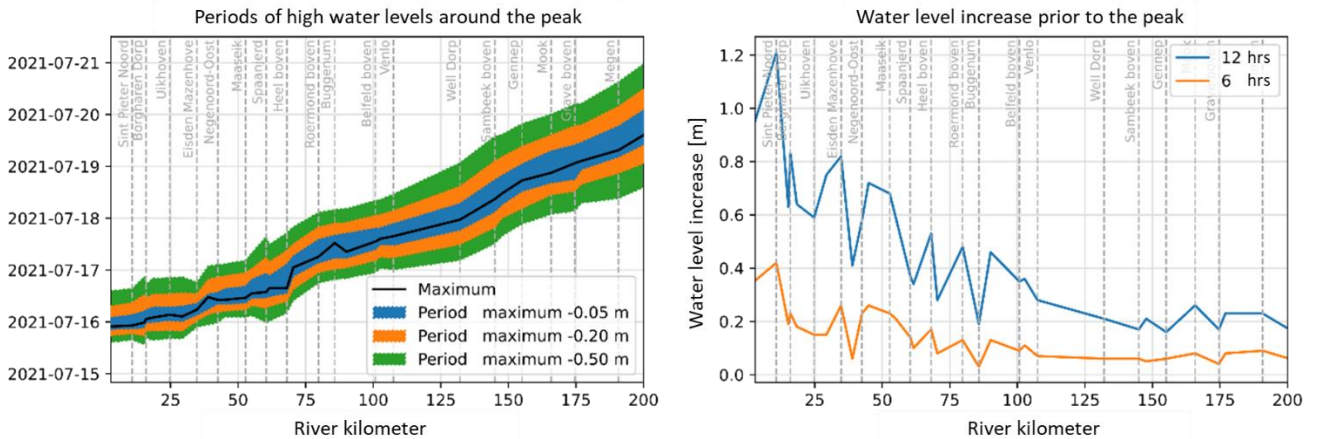 Periods of high water levels around the peak
2021-07-21
2021-07-20
2021-07-19
2021-07-18
2021-07-17
2021-07-16
2021-07-15
Sint Pieter Noord
Borgharen Dorp
Uikhoven
Eisden Mazenhove
Negenoord-Oost
Maaseik
Spaanjerd
Heel boven
Roermond boven
Buggenum
Belfeld boven
Venlo
Well Dorp
Sambeek boven
Gennep
Mook
Grave boven
Megen
Maximum
Period maximum -0.05 m
Period maximum -0.20 m
Period maximum -0.50 m
25 50 75 100 125 150 175 200
River kilometer
Water level increase prior to the peak
Water level increase [m]
1.2
1.0
0.8
0.6
0.4
0.2
0.0
Sint Pieter Noord
Borgharen Dorp
Uikhoven
Eisden Mazenhove
Negenoord-Oost
Maaseik
Spaanjerd
Heel boven
Roermond boven
Buggenum
Belfeld boven
Venlo
Well Dorp
Sambeek boven
Gennep
12 hrs
6 hrs
25 50 75 100 125 150 175 200
River kilometer